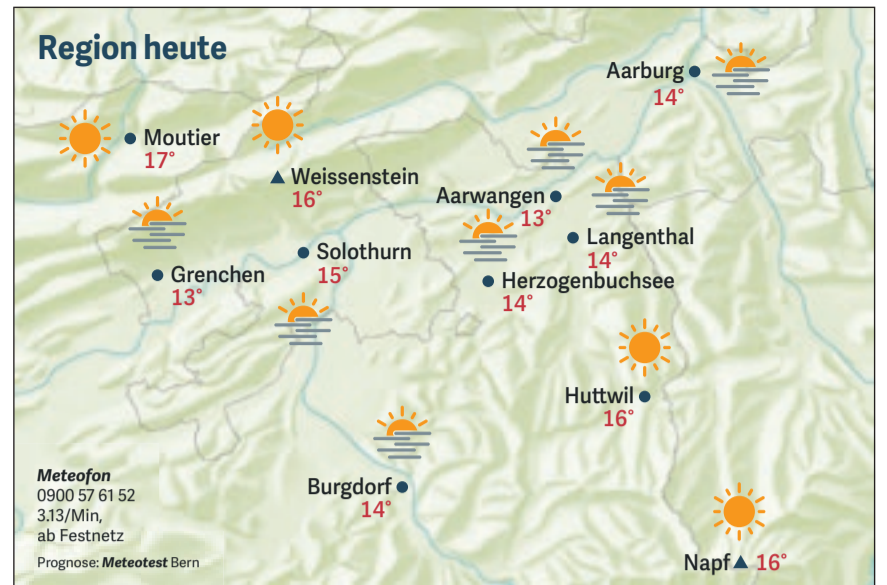 Region heute
Aarburg
14°
Moutier
17°
Weissenstein
16°
Aarwangen
13°
Langenthal
14°
Solothurn
15°
Grenchen
13°
Herzogenbuchsee
14°
Huttwil
16°
Burgdorf
14°
Napf 16°
Meteofon
0900 57 61 52
3.13/Min,
ab Festnetz
Prognose: Meteotest Bern